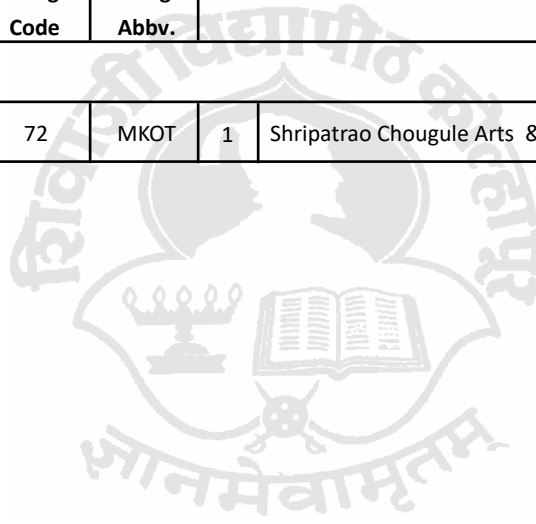 Code Abbv.
72 MKOT 1 Shripatrao Chougule Arts &
शिवाजी विद्यापीठ कोल्हापूर
ज्ञानमेवामृतम्